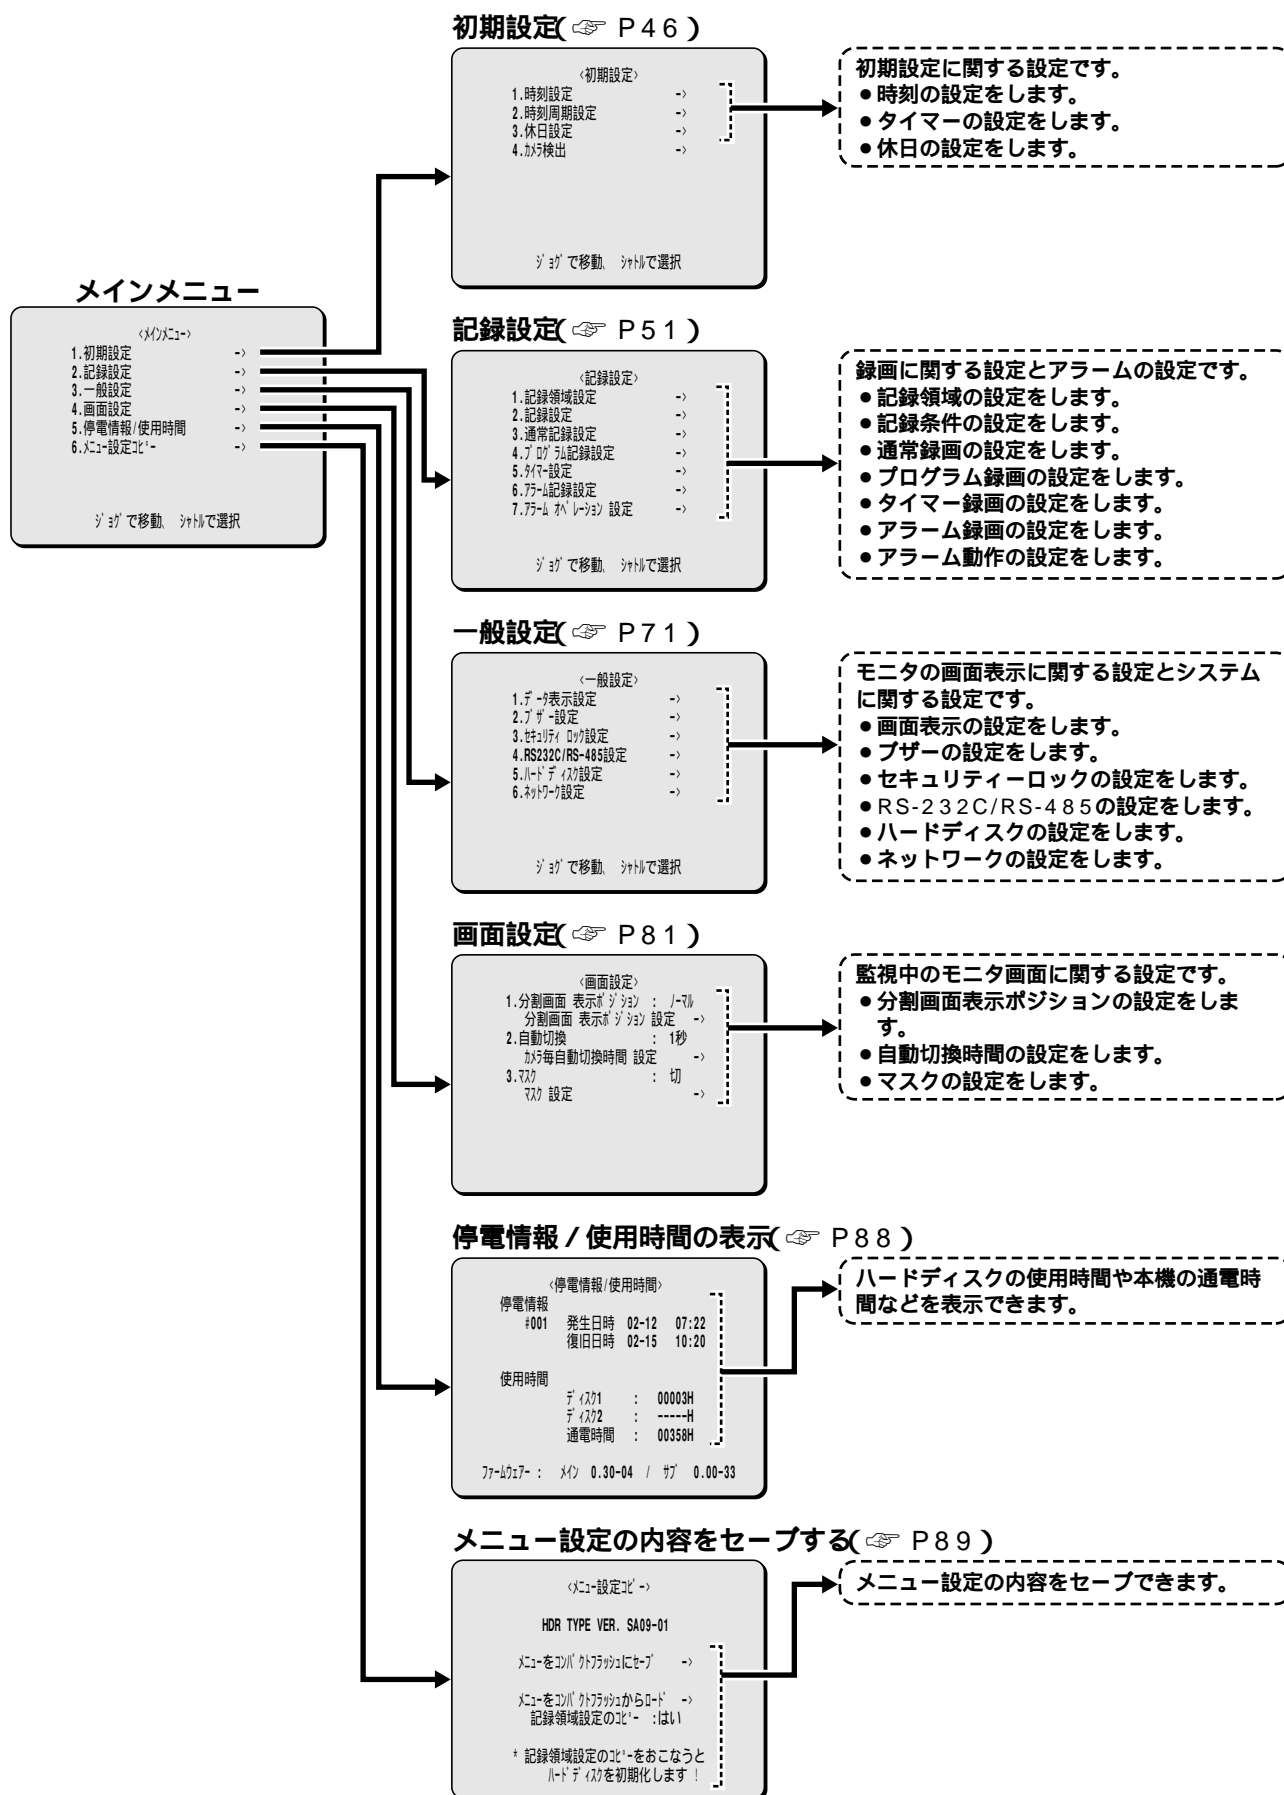 メインメニュー
<メインメニュー>
1.初期設定 ->
2.記録設定 ->
3.一般設定 ->
4.画面設定 ->
5.停電情報/使用時間 ->
6.メニュー設定コピー ->
ジョグで移動、 シャトルで選択
初期設定(☞ P46)
<初期設定>
1.時刻設定 ->
2.時刻周期設定 ->
3.休日設定 ->
4.カメラ検出 ->
ジョグで移動、 シャトルで選択
初期設定に関する設定です。
●時刻の設定をします。
●タイマーの設定をします。
●休日の設定をします。
記録設定(☞ P51)
<記録設定>
1.記録領域設定 ->
2.記録設定 ->
3.通常記録設定 ->
4.プログラム記録設定 ->
5.タイマー設定 ->
6.アラーム記録設定 ->
7.アラーム オペレーション 設定 ->
ジョグで移動、 シャトルで選択
録画に関する設定とアラームの設定です。
●記録領域の設定をします。
●記録条件の設定をします。
●通常録画の設定をします。
●プログラム録画の設定をします。
●タイマー録画の設定をします。
●アラーム録画の設定をします。
●アラーム動作の設定をします。
一般設定(☞ P71)
<一般設定>
1.データ表示設定 ->
2.ブザー設定 ->
3.セキュリティ ロック設定 ->
4.RS232C/RS-485設定 ->
5.ハードディスク設定 ->
6.ネットワーク設定 ->
ジョグで移動、 シャトルで選択
モニタの画面表示に関する設定とシステム
に関する設定です。
●画面表示の設定をします。
●ブザーの設定をします。
●セキュリティーロックの設定をします。
●RS-232C/RS-485の設定をします。
●ハードディスクの設定をします。
●ネットワークの設定をします。
画面設定(☞ P81)
<画面設定>
1.分割画面 表示ポジション : ノーマル
分割画面 表示ポジション 設定 ->
2.自動切換 : 1秒
カメラ毎自動切換時間 設定 ->
3.マスク : 切
マスク 設定 ->
監視中のモニタ画面に関する設定です。
●分割画面表示ポジションの設定をしま
す。
●自動切換時間の設定をします。
●マスクの設定をします。
停電情報/使用時間の表示(☞ P88)
<停電情報/使用時間>
停電情報
#001 発生日時 02-12 07:22
復旧日時 02-15 10:20
使用時間
ディスク1 : 00003H
ディスク2 : -----H
通電時間 : 00358H
ファームウェアー : メイン 0.30-04 / サブ 0.00-33
ハードディスクの使用時間や本機の通電時
間などを表示できます。
メニュー設定の内容をセーブする(☞ P89)
<メニュー設定コピー>
HDR TYPE VER. SA09-01
メニューをコンパクトフラッシュにセーブ ->
メニューをコンパクトフラッシュからロード ->
記録領域設定のコピー :はい
* 記録領域設定のコピーをおこなうと
ハードディスクを初期化します !
メニュー設定の内容をセーブできます。